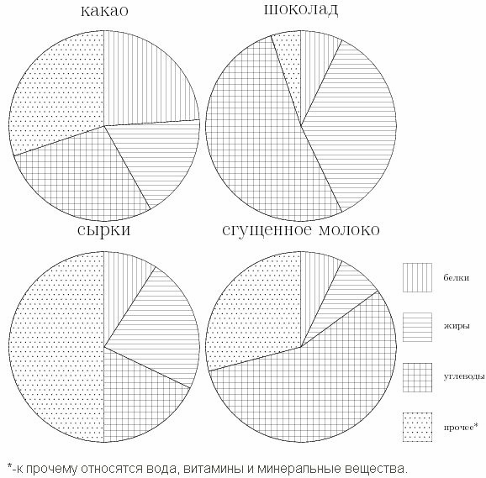 какао
шоколад
сырки
сгущенное молоко
белки
жиры
углеводы
прочее*
*-к прочему относятся вода, витамины и минеральные вещества.